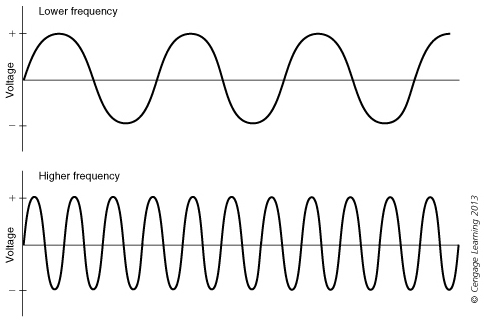 Lower frequency
+
Voltage
−
Higher frequency
+
Voltage
−
© Cengage Learning 2013